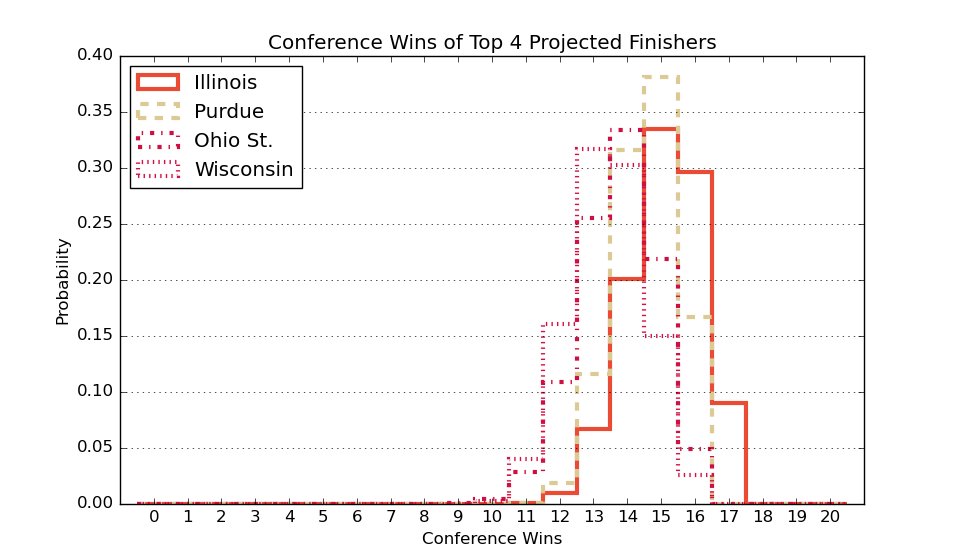 Conference Wins of Top 4 Projected Finishers
0.40
0.35
0.30
0.25
0.20
0.15
0.10
0.05
0.00
Probability
Illinois
Purdue
Ohio St.
Wisconsin
0 1 2 3 4 5 6 7 8 9 10 11 12 13 14 15 16 17 18 19 20
Conference Wins